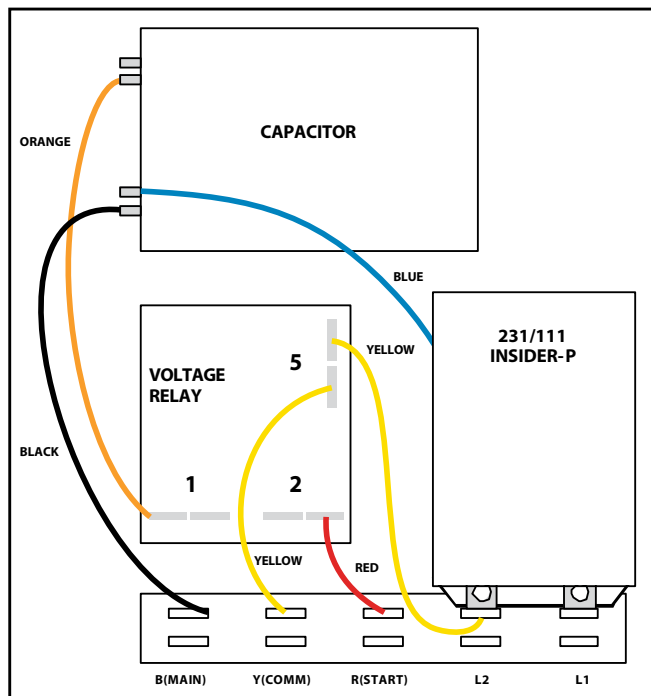 CAPACITOR
ORANGE
BLUE
231/111
INSIDER-P
YELLOW
5
VOLTAGE
RELAY
BLACK
1
2
YELLOW
RED
B(MAIN)
Y(COMM)
R(START)
L2
L1